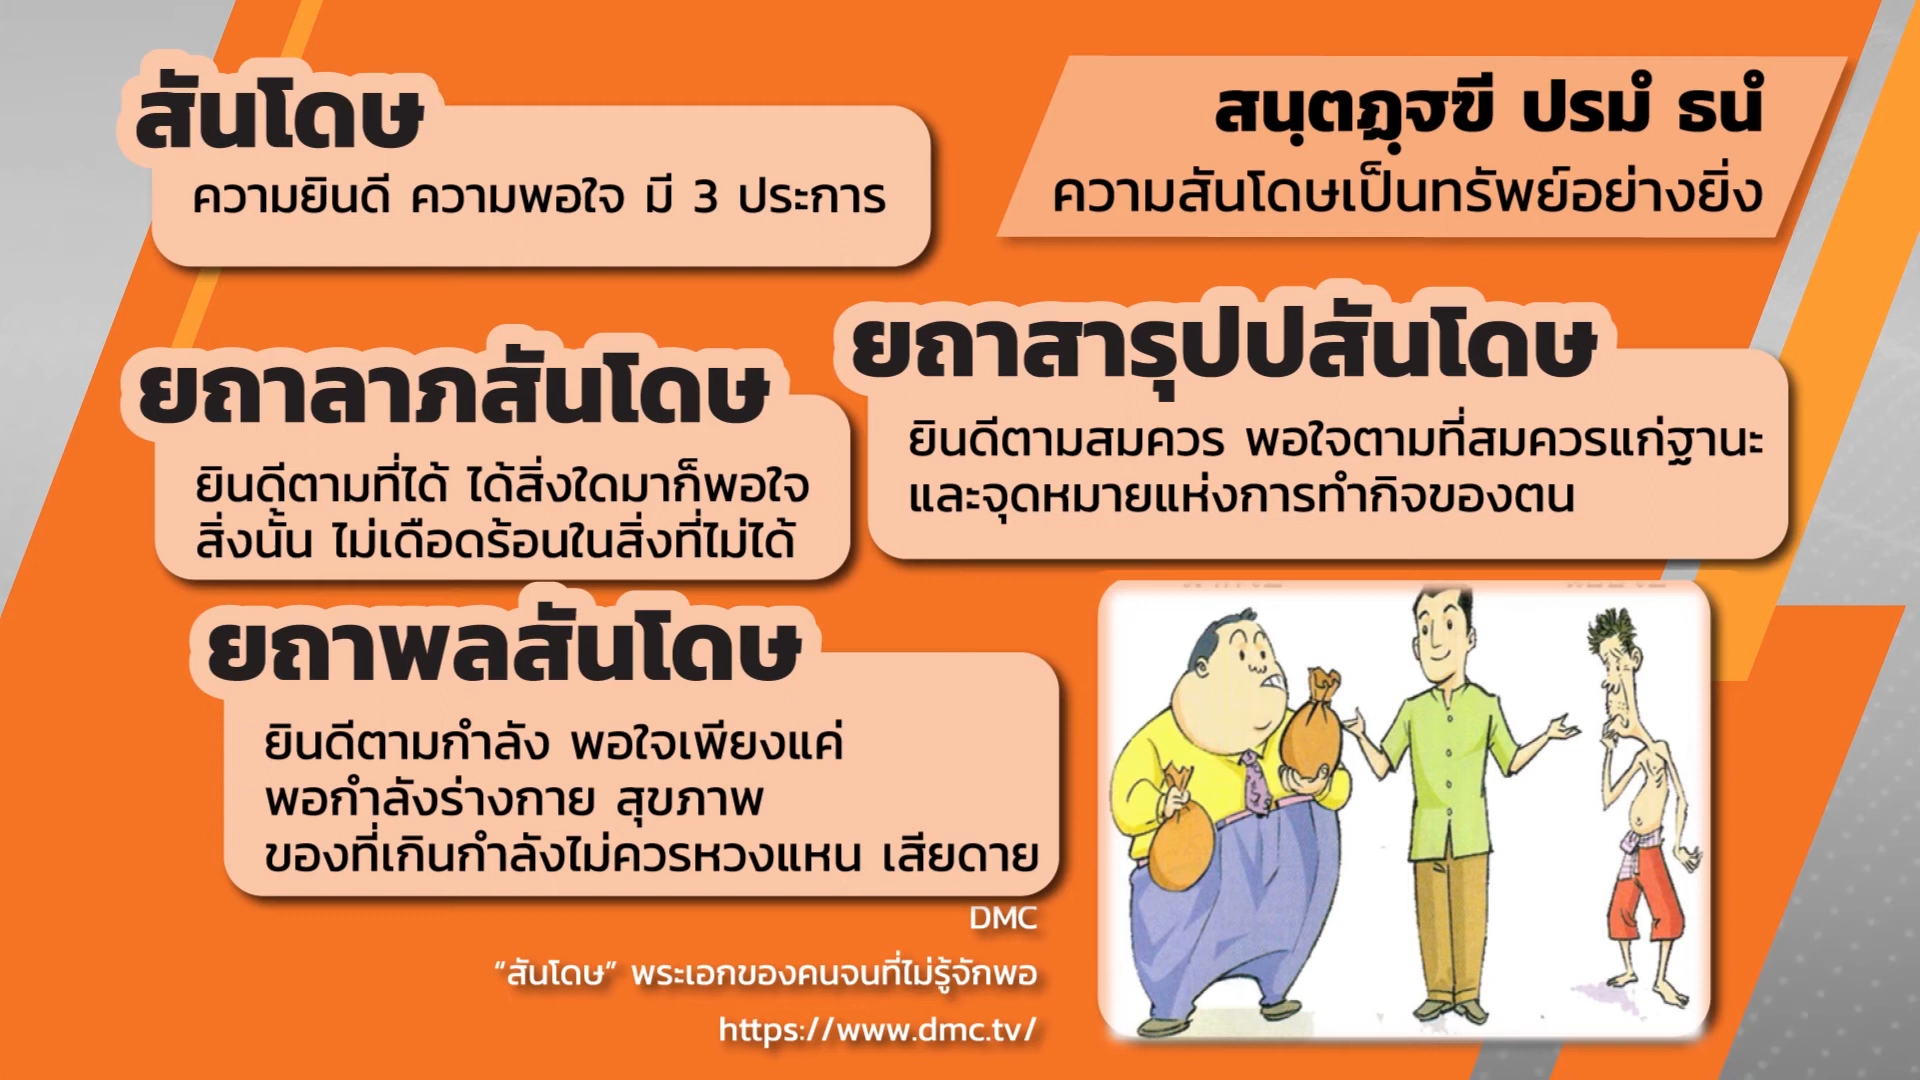 สันโดษ
ความยินดี ความพอใจ มี 3 ประการ
สนฺตฏฺจฃี ปรมํ ธนํ
ความสันโดษเป็นทรัพย์อย่างยิ่ง
ยถาลาภสันโดษ
ยินดีตามที่ได้ ได้สิ่งใดมาก็พอใจ
สิ่งนั้น ไม่เดือดร้อนในสิ่งที่ไม่ได้
ยถาสารุปปสันโดษ
ยินดีตามสมควร พอใจตามที่สมควรแก่ฐานะ
และจุดหมายแห่งการทำกิจของตน
ยถาพลสันโดษ
ยินดีตามกำลัง พอใจเพียงแค่
พอกำลังร่างกาย สุขภาพ
ของที่เกินกำลังไม่ควรหวงแหน เสียดาย
DMC
“สันโดษ” พระเอกของคนจนที่ไม่รู้จักพอ
https://www.dmc.tv/